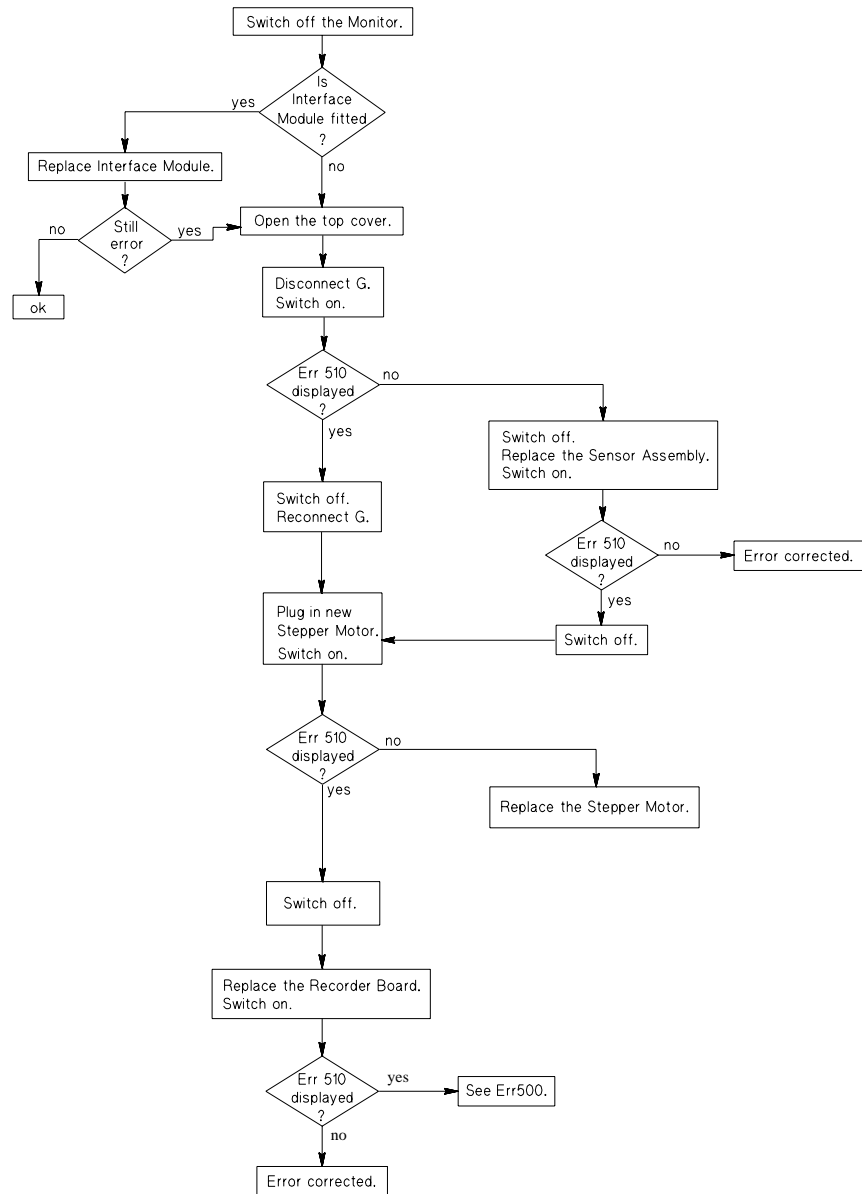 Switch off the Monitor.
Is
Interface
Module fitted
?
yes
no
Replace Interface Module.
Still
error
?
no
yes
ok
Open the top cover.
Disconnect G.
Switch on.
Err 510
displayed
?
no
yes
Switch off.
Replace the Sensor Assembly.
Switch on.
Switch off.
Reconnect G.
Err 510
displayed
?
no
Error corrected.
yes
Switch off.
Plug in new
Stepper Motor.
Switch on.
Err 510
displayed
?
no
yes
Replace the Stepper Motor.
Switch off.
Replace the Recorder Board.
Switch on.
Err 510
displayed
?
yes
See Err500.
no
Error corrected.